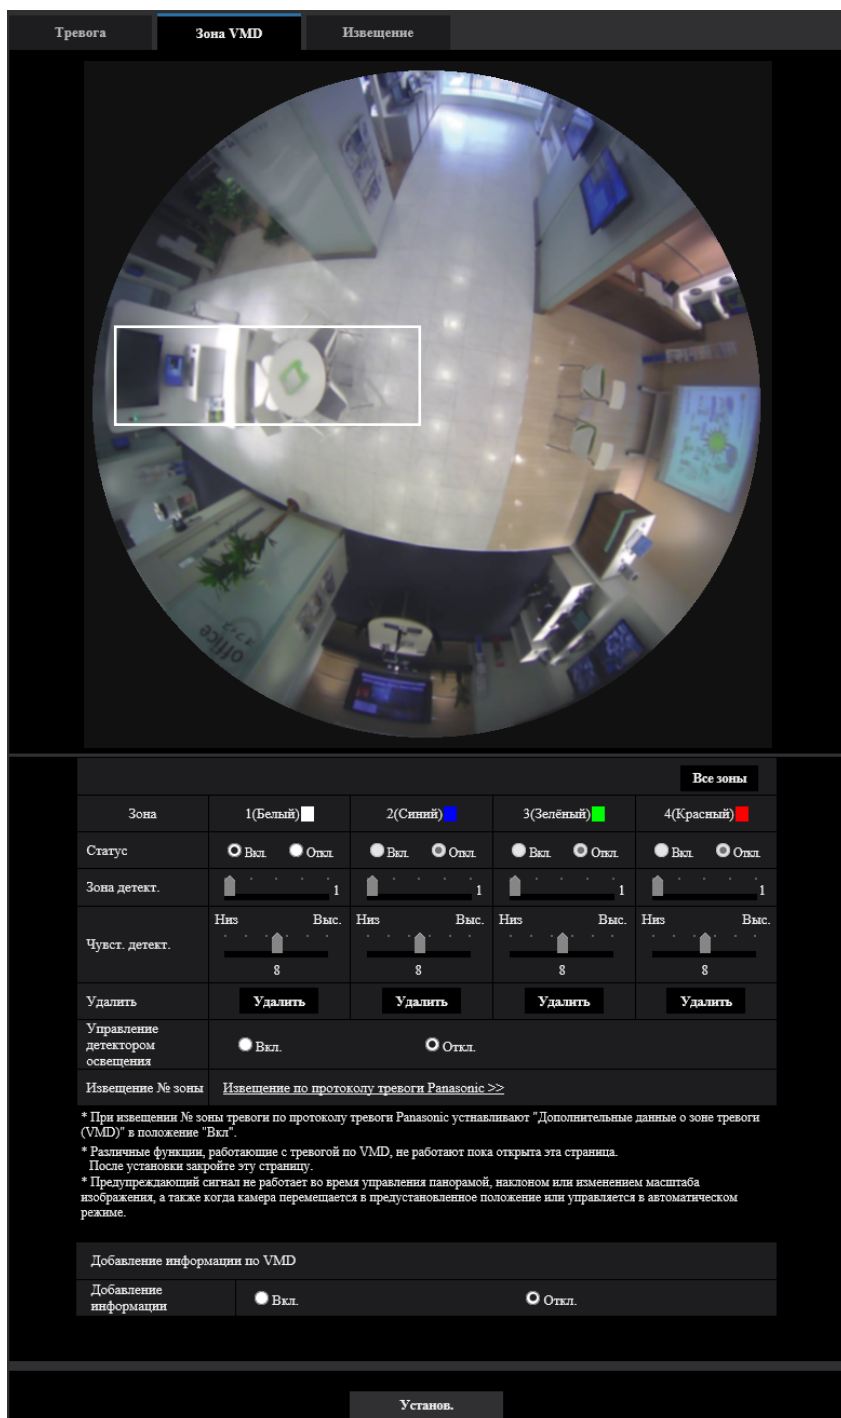 Тревога
Зона VMD
Извещение
office
オフィス
Все зоны
Зона 1(Белый) 2(Синий) 3(Зелёный) 4(Красный)
Статус Вкл. Откл. Вкл. Откл. Вкл. Откл. Вкл. Откл.
Зона детект. 1 1 1 1
Низ Выс. Низ Выс. Низ Выс. Низ Выс.
Чувст. детект.
8 8 8 8
Удалить Удалить Удалить Удалить Удалить
Управление
детектором
освещения
Вкл. Откл.
Извещение № зоны Извещение по протоколу тревоги Panasonic >>
* При извещении № зоны тревоги по протоколу тревоги Panasonic устнавливают "Дополнительные данные о зоне тревоги
(VMD)" в положение "Вкл".
* Различные функции, работающие с тревогой по VMD, не работают пока открыта эта страница.
После установки закройте эту страницу.
* Предупреждающий сигнал не работает во время управления панорамой, наклоном или изменением масштаба
изображения, а также когда камера перемещается в предустановленное положение или управляется в автоматическом
режиме.
Добавление информации по VMD
Добавление
информации
Вкл. Откл.
Установ.